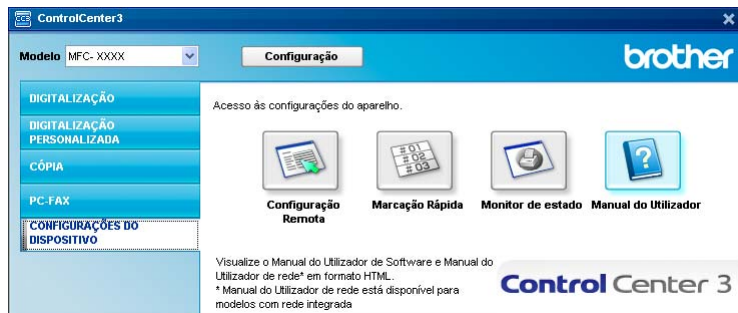 ControlCenter3
Modelo MFC- XXXX
Configuração
brother
DIGITALIZAÇÃO
DIGITALIZAÇÃO
PERSONALIZADA
CÓPIA
PC-FAX
CONFIGURAÇÕES DO
DISPOSITIVO
Acesso às configurações do aparelho.
#01
#02
#03
?
Configuração
Remota
Marcação Rápida
Monitor de estado
Manual do Utilizador
Visualize o Manual do Utilizador de Software e Manual do
Utilizador de rede* em formato HTML.
* Manual do Utilizador de rede está disponível para
modelos com rede integrada
Control Center 3